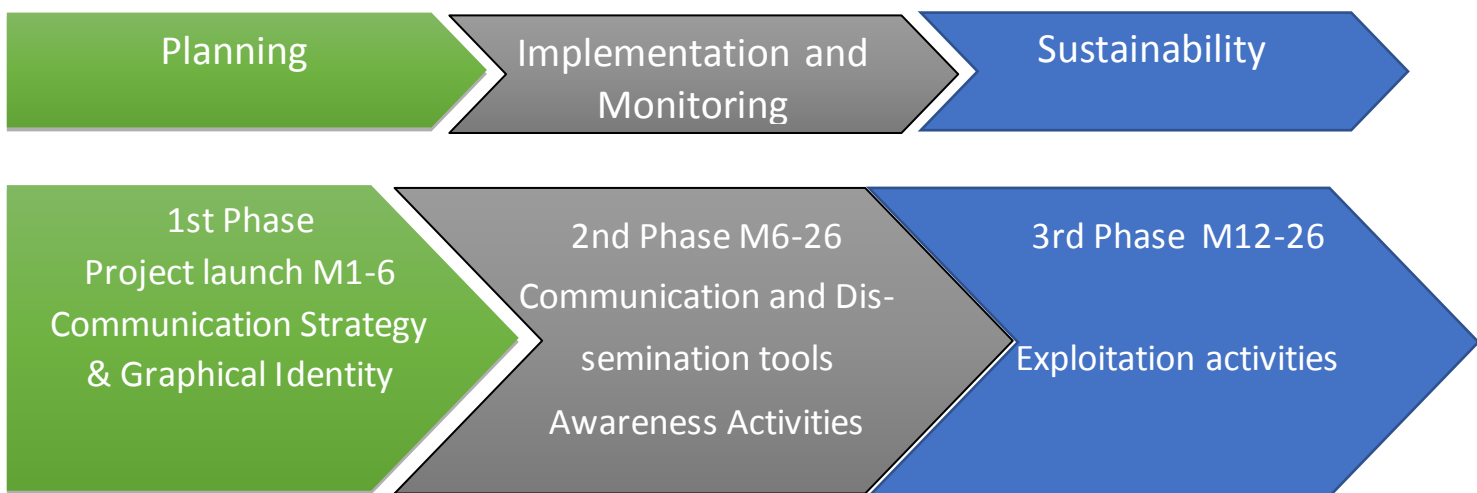 Planning
Implementation and
Monitoring
Sustainability
1st Phase
Project launch M1-6
Communication Strategy
& Graphical Identity
2nd Phase M6-26
Communication and Dis-
semination tools
Awareness Activities
3rd Phase M12-26
Exploitation activities